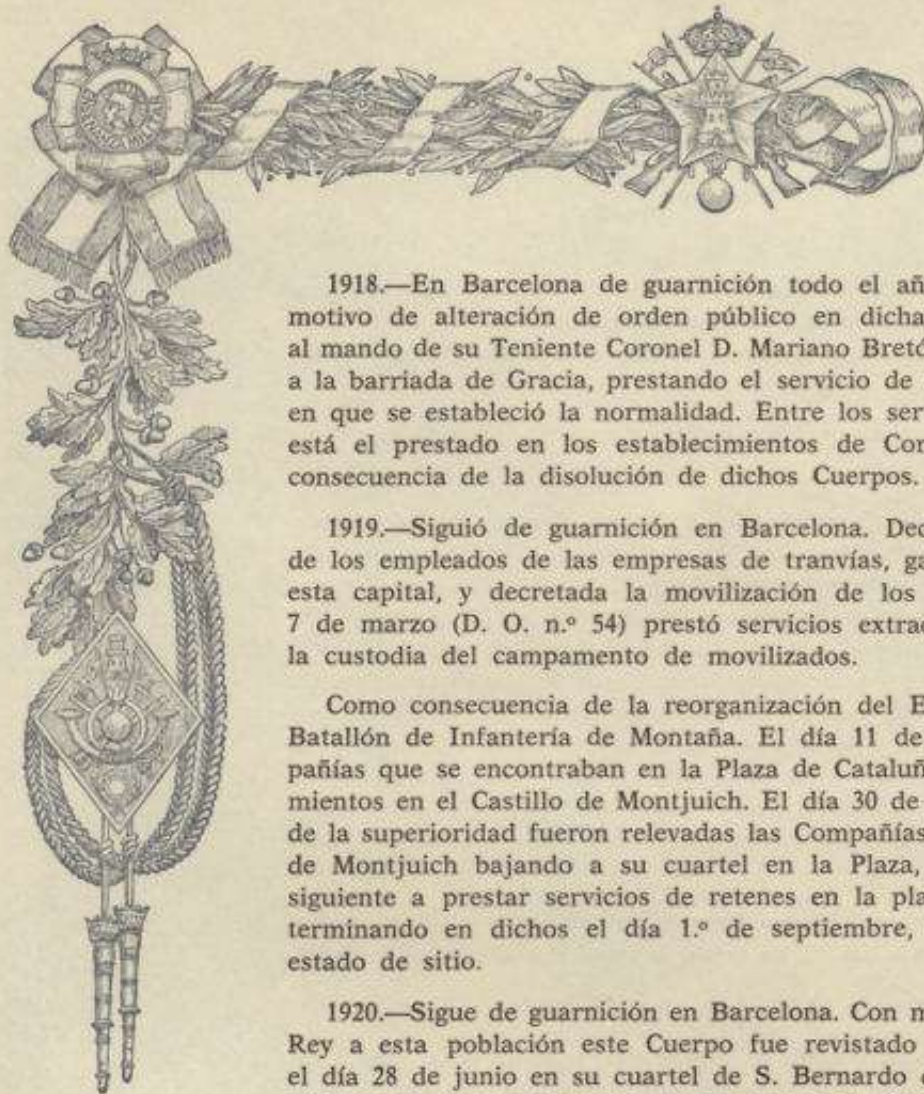 1918.—En Barcelona de guarnición todo el añ
motivo de alteración de orden público en dicha
al mando de su Teniente Coronel D. Mariano Bretó
a la barriada de Gracia, prestando el servicio de
en que se estableció la normalidad. Entre los ser
está el prestado en los establecimientos de Cor
consecuencia de la disolución de dichos Cuerpos.
1919.—Siguió de guarnición en Barcelona. Dec
de los empleados de las empresas de tranvías, ga
esta capital, y decretada la movilización de los
7 de marzo (D. O. n.º 54) prestó servicios extrao
la custodia del campamento de movilizados.
Como consecuencia de la reorganización del E
Batallón de Infantería de Montaña. El día 11 de
pañías que se encontraban en la Plaza de Cataluñ
mientos en el Castillo de Montjuich. El día 30 de
de la superioridad fueron relevadas las Compañías
de Montjuich bajando a su cuartel en la Plaza,
siguiente a prestar servicios de retenes en la pla
terminando en dichos el día 1.º de septiembre,
estado de sitio.
1920.—Sigue de guarnición en Barcelona. Con m
Rey a esta población este Cuerpo fue revistado
el día 28 de junio en su cuartel de S. Bernardo